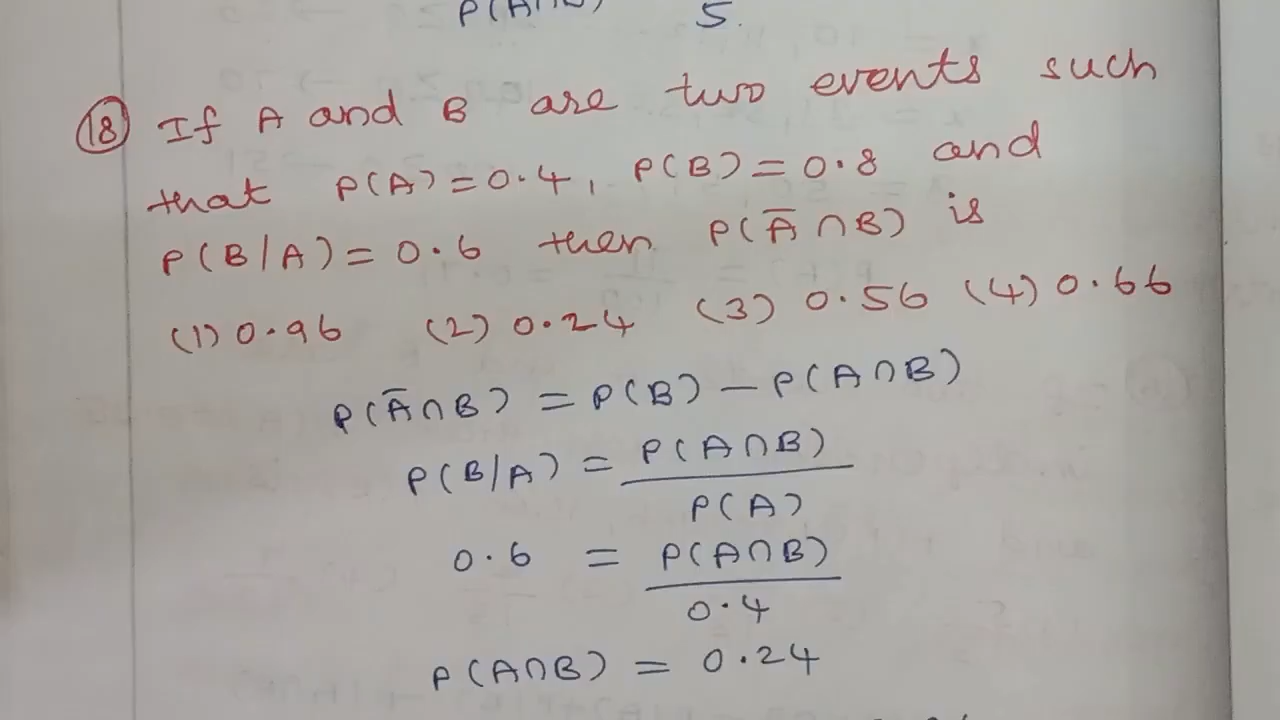 5.
(18) If A and B are two events such
that P(A)=0.4, P(B)=0.8 and
P(B/A)=0.6 then P(Ā∩B) is
(1) 0.96 (2) 0.24 (3) 0.56 (4) 0.66
P(Ā∩B) = P(B) - P(A∩B)
P(B/A) = P(A∩B)
P(A)
0.6 = P(A∩B)
0.4
P(A∩B) = 0.24